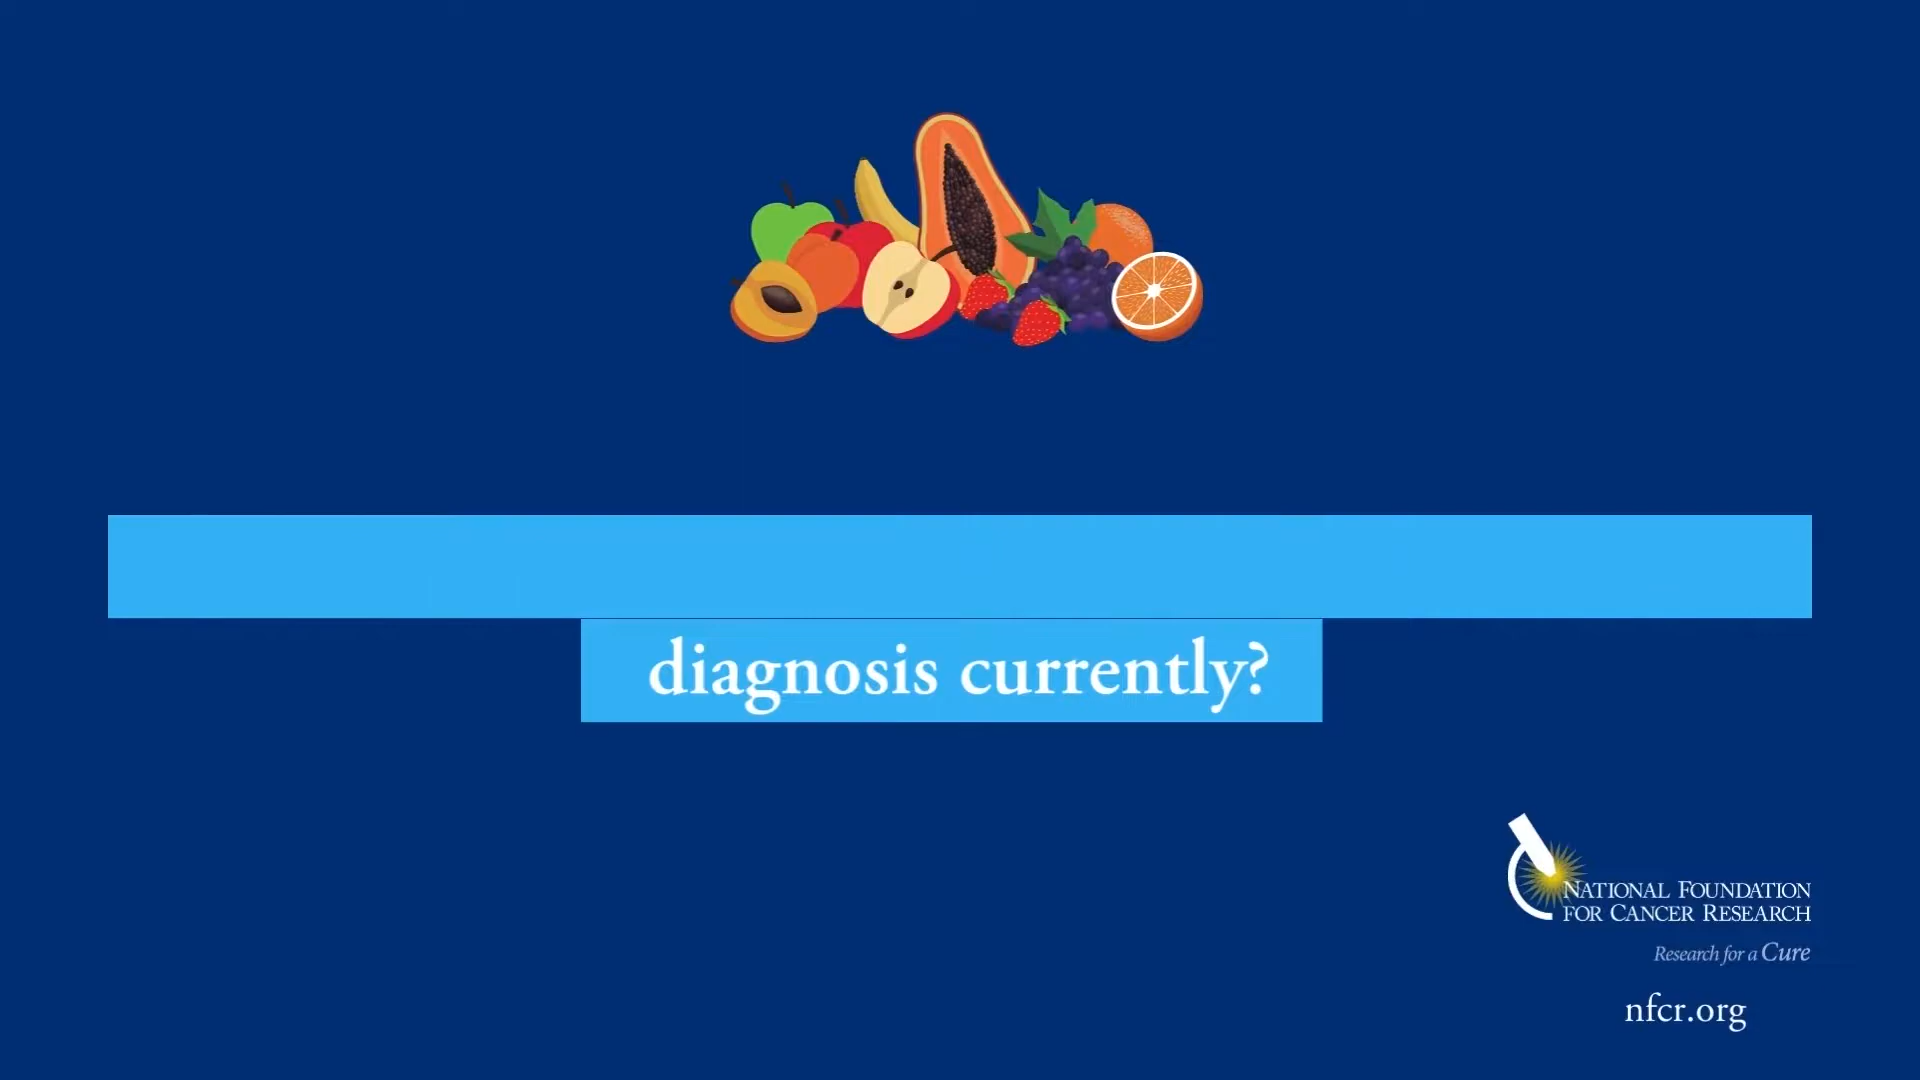 diagnosis currently?
NATIONAL FOUNDATION
FOR CANCER RESEARCH
Research for a Cure
nfcr.org